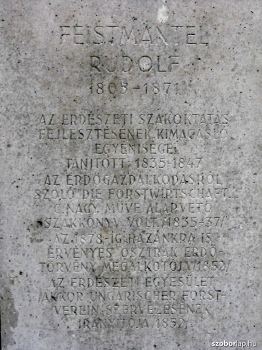 FEISTMANTEL
RUDOLF
1805-1871
AZ ERDÉSZETI SZAKOKTATÁS
FEJLESZTÉSÉNEK KIMAGASLÓ
EGYÉNISÉGE
TANÍTOTT: 1835-1847
AZ ERDŐGAZDÁLKODÁSRÓL
SZÓLÓ DIE FORSTWIRTSCHAFT
C. NAGY MŰVE ALAPVETŐ
SZAKKÖNYV VOLT /1835-37/
AZ 1878-IG HAZÁNKRA IS
ÉRVÉNYES OSZTRÁK ERDŐ-
TÖRVÉNY MEGALKOTÓJA /1852/
AZ ERDÉSZETI EGYESÜLET
/AKKOR UNGARISCHER FORST-
VEREIN/ SZERVEZÉSÉNEK
IRÁNYÍTÓJA 1852
szoborlap.hu